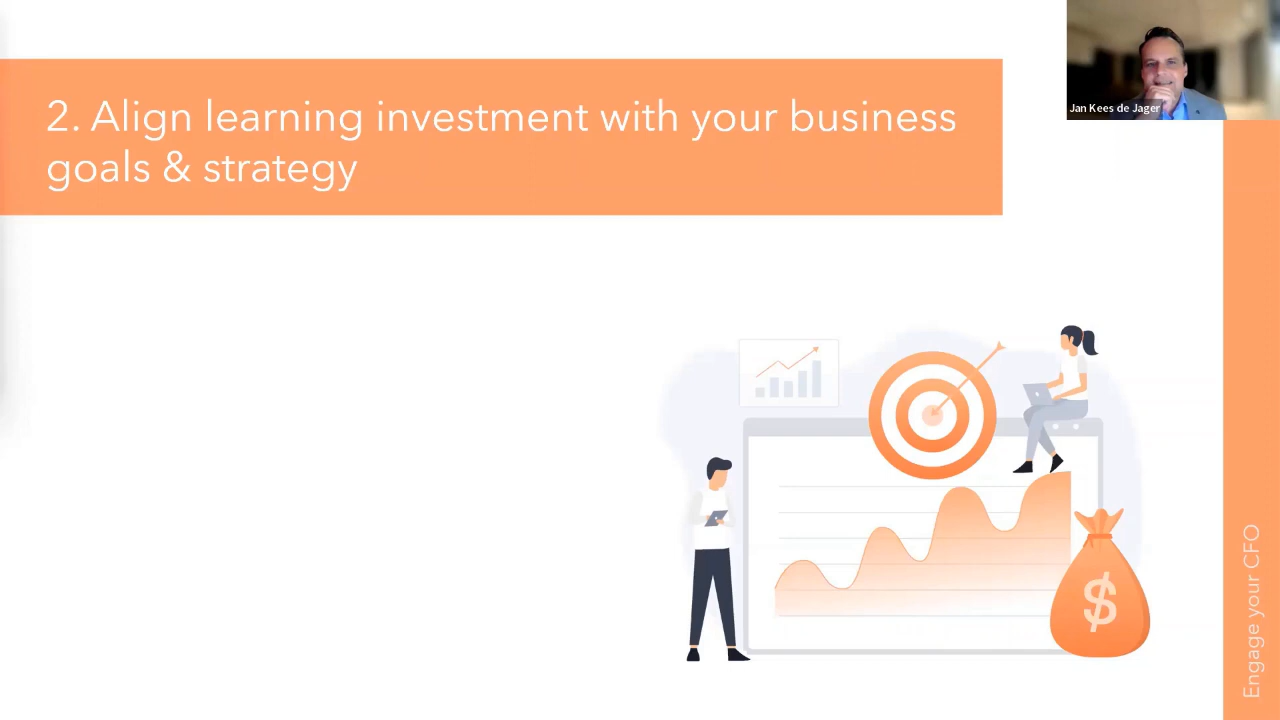 2. Align learning investment with your business
goals & strategy
Jan Kees de Jager
$
Engage your CFO